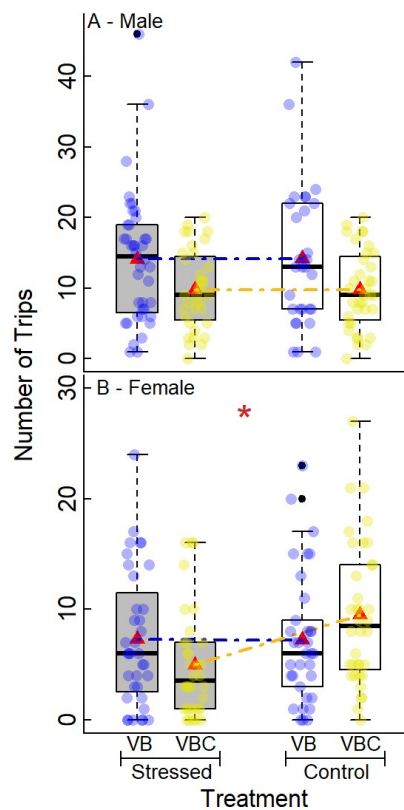 A - Male
40
30
20
10
0
Number of Trips
B - Female
*
30
20
10
0
VB VBC VB VBC
Stressed Control
Treatment